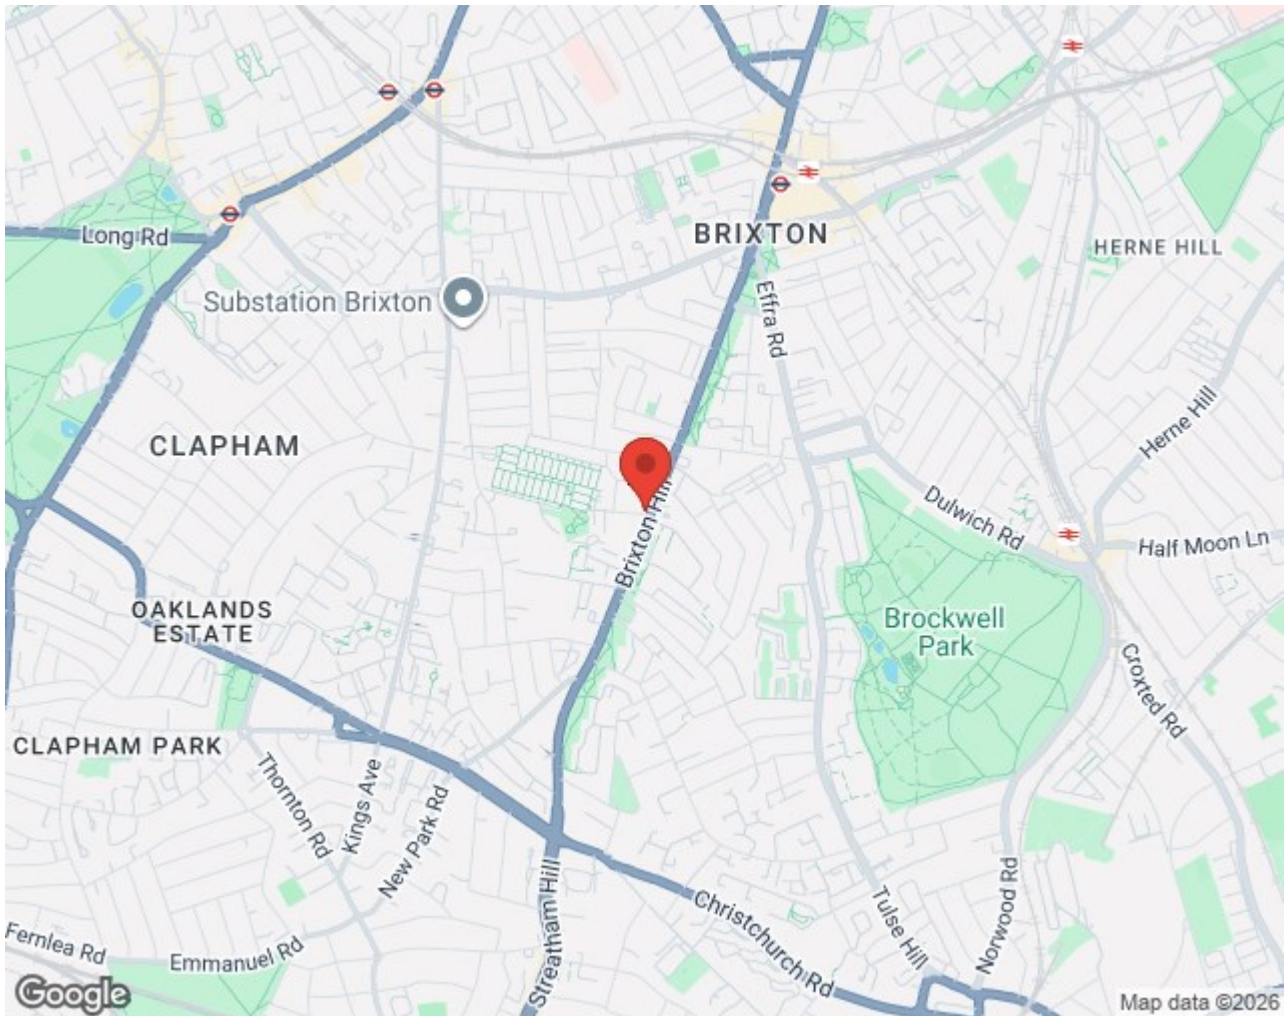 Long Rd
BRIXTON
HERNE HILL
Substation Brixton
Effra Rd
Herne Hill
CLAPHAM
Brixton Hill
Dulwich Rd
Half Moon Ln
OAKLANDS
ESTATE
Brockwell
Park
Croxted Rd
CLAPHAM PARK
Thornton Rd
Kings Ave
New Park Rd
Streatham Hill
Christchurch Rd
Tulse Hill
Norwood Rd
Fernlea Rd
Emmanuel Rd
Google
Map data ©2026